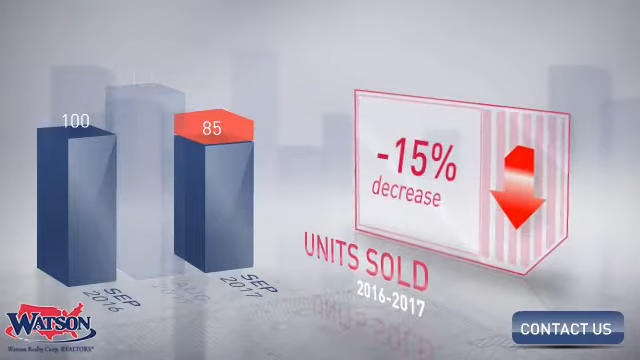 100
85
SEP
2016
AUG
SEP
2017
-15%
decrease
UNITS SOLD
2016-2017
WATSON
Watson Realty Corp. REALTORS®
CONTACT US